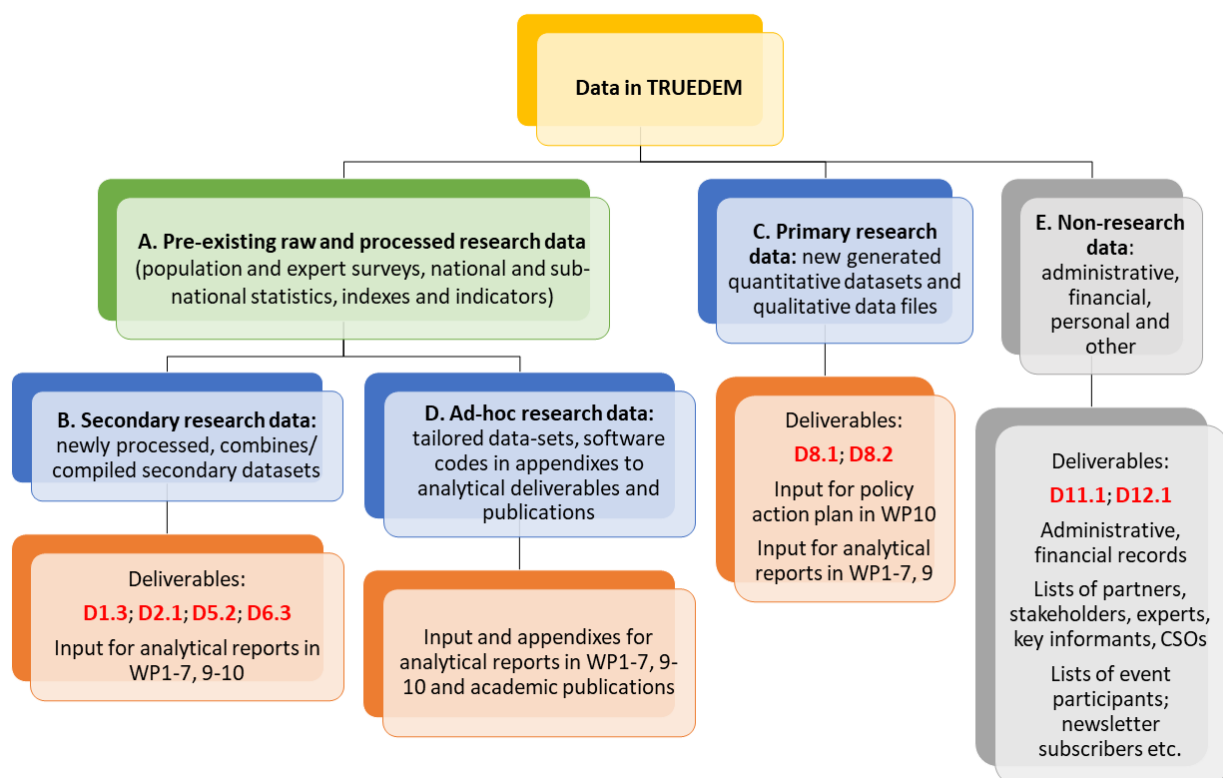 Data in TRUEDEM
A. Pre-existing raw and processed research data
(population and expert surveys, national and sub-
national statistics, indexes and indicators)
C. Primary research
data: new generated
quantitative datasets and
qualitative data files
E. Non-research
data:
administrative,
financial,
personal and
other
B. Secondary research data:
newly processed, combines/
compiled secondary datasets
D. Ad-hoc research data:
tailored data-sets, software
codes in appendixes to
analytical deliverables and
publications
Deliverables:
D8.1; D8.2
Input for policy
action plan in WP10
Input for analytical
reports in WP1-7, 9
Deliverables:
D11.1; D12.1
Administrative,
financial records
Lists of partners,
stakeholders, experts,
key informants, CSOs
Lists of event
participants;
newsletter
subscribers etc.
Deliverables:
D1.3; D2.1; D5.2; D6.3
Input for analytical reports in
WP1-7, 9-10
Input and appendixes for
analytical reports in WP1-7, 9-
10 and academic publications